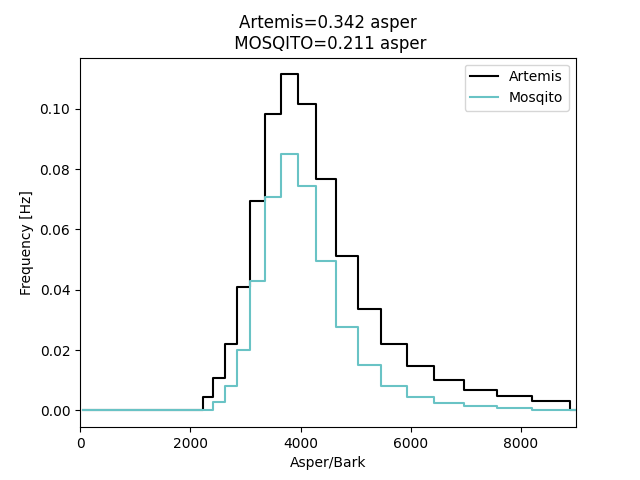 Artemis=0.342 asper
MOSQITO=0.211 asper
Artemis
Mosqito
Frequency [Hz]
0.10
0.08
0.06
0.04
0.02
0.00
0 2000 4000 6000 8000
Asper/Bark